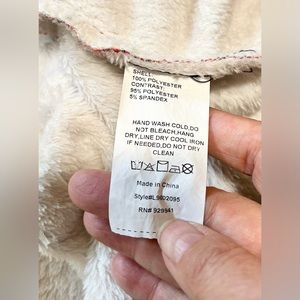 SHELL:
100% POLYESTER
CONTRAST:
95% POLYESTER
5% SPANDEX
HAND WASH COLD,DO
NOT BLEACH,HANG
DRY,LINE DRY COOL IRON
IF NEEDED,DO NOT DRY
CLEAN
Made in China
Style#L9002095
RN# 929941